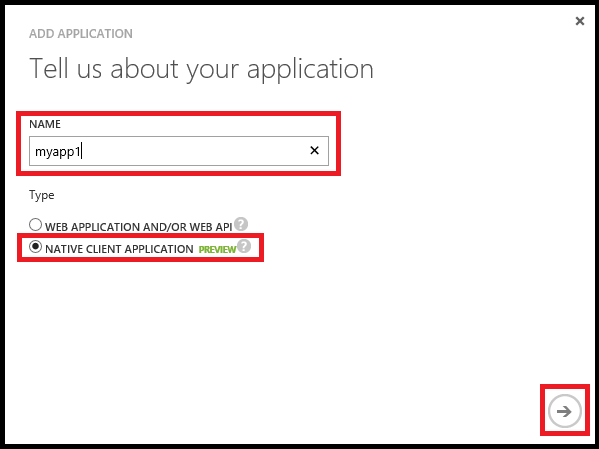 ADD APPLICATION
Tell us about your application
NAME
myapp1
Type
WEB APPLICATION AND/OR WEB API ?
NATIVE CLIENT APPLICATION PREVIEW ?